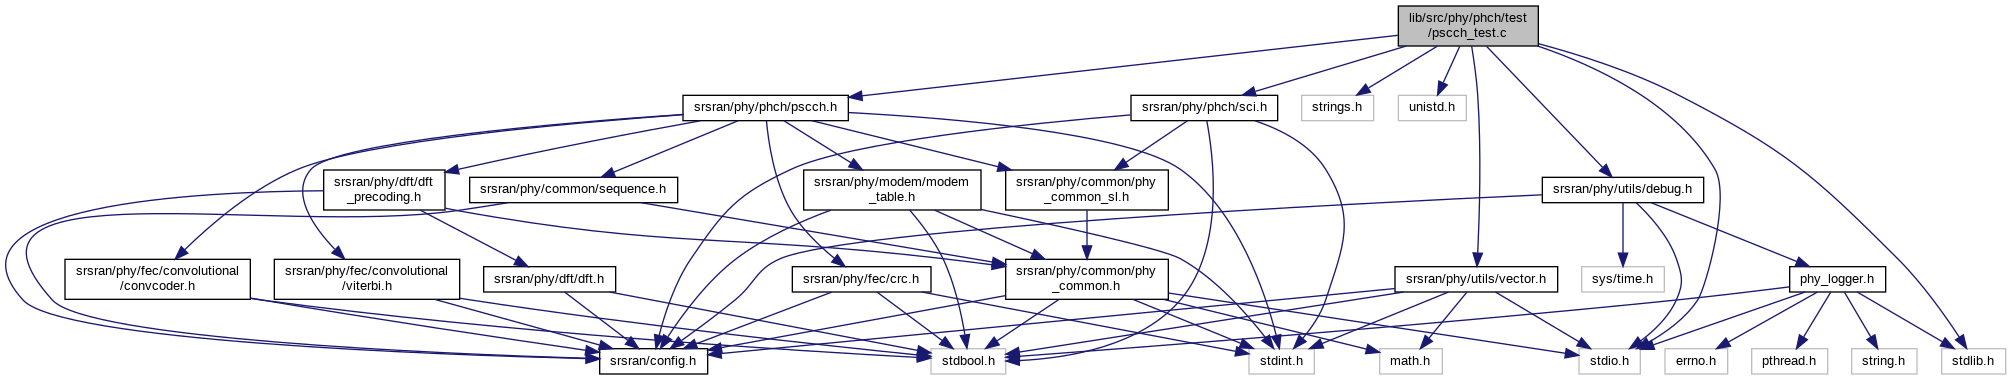 lib/src/phy/phch/test
/pscch_test.c
srsran/phy/phch/pscch.h
srsran/phy/phch/sci.h
strings.h
unistd.h
srsran/phy/dft/dft
_precoding.h
srsran/phy/common/sequence.h
srsran/phy/modem/modem
_table.h
srsran/phy/common/phy
_common_sl.h
srsran/phy/utils/debug.h
srsran/phy/fec/convolutional
/convcoder.h
srsran/phy/fec/convolutional
/viterbi.h
srsran/phy/dft/dft.h
srsran/phy/fec/crc.h
srsran/phy/common/phy
_common.h
srsran/phy/utils/vector.h
sys/time.h
phy_logger.h
srsran/config.h
stdbool.h
stdint.h
math.h
stdio.h
errno.h
pthread.h
string.h
stdlib.h